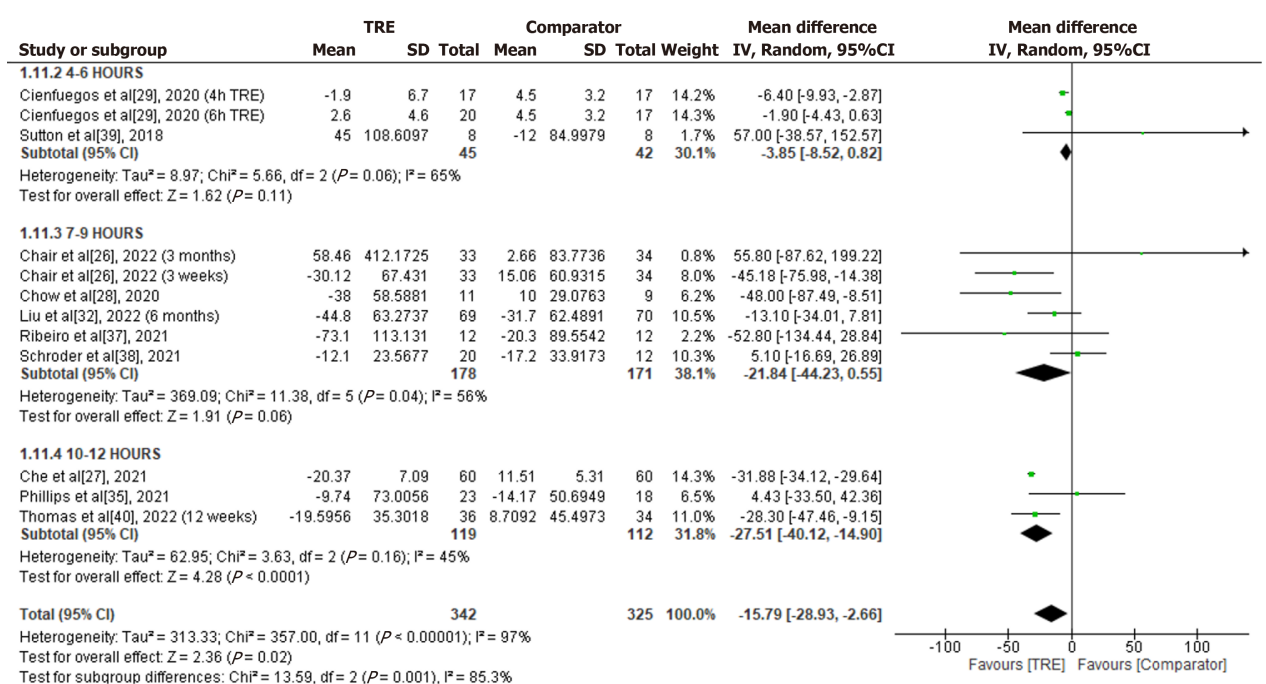 TRE Comparator Mean difference Mean difference
Study or subgroup Mean SD Total Mean SD Total Weight IV, Random, 95%CI IV, Random, 95%CI
1.11.2 4-6 HOURS
Cienfuegos et al[29], 2020 (4h TRE) -1.9 6.7 17 4.5 3.2 17 14.2% -6.40 [-9.93, -2.87]
Cienfuegos et al[29], 2020 (6h TRE) 2.6 4.6 20 4.5 3.2 17 14.3% -1.90 [-4.43, 0.63]
Sutton et al[39], 2018 45 108.6097 8 -12 84.9779 8 1.7% 57.00 [-38.57, 152.57]
Subtotal (95% CI) 45 42 30.1% -3.85 [-8.52, 0.82]
Heterogeneity: Tau² = 8.97; Chi² = 5.66, df = 2 (P = 0.06); I² = 65%
Test for overall effect: Z = 1.62 (P = 0.11)
1.11.3 7-9 HOURS
Chair et al[26], 2022 (3 months) 58.46 412.1725 33 2.66 83.7736 34 0.8% 55.80 [-87.62, 199.22]
Chair et al[26], 2022 (3 weeks) -30.12 67.431 33 15.06 60.9315 34 8.0% -45.18 [-75.98, -14.38]
Chow et al[28], 2020 -38 58.5881 11 10 29.0763 9 6.2% -48.00 [-87.49, -8.51]
Liu et al[32], 2022 (6 months) -44.8 63.2737 69 -31.7 62.4891 70 10.5% -13.10 [-34.01, 7.81]
Ribeiro et al[37], 2021 -73.1 113.131 12 -20.3 89.5542 12 2.2% -52.80 [-134.44, 28.84]
Schroder et al[38], 2021 -12.1 23.5677 20 -17.2 33.9173 12 10.3% 5.10 [-16.69, 26.89]
Subtotal (95% CI) 178 171 38.1% -21.84 [-44.23, 0.55]
Heterogeneity: Tau² = 369.09; Chi² = 11.38, df = 5 (P = 0.04); I² = 56%
Test for overall effect: Z = 1.91 (P = 0.06)
1.11.4 10-12 HOURS
Che et al[27], 2021 -20.37 7.09 60 11.51 5.31 60 14.3% -31.88 [-34.12, -29.64]
Phillips et al[35], 2021 -9.74 73.0056 23 -14.17 50.6949 18 6.5% 4.43 [-33.50, 42.36]
Thomas et al[40], 2022 (12 weeks) -19.5956 35.3018 36 8.7092 45.4973 34 11.0% -28.30 [-47.46, -9.15]
Subtotal (95% CI) 119 112 31.8% -27.51 [-40.12, -14.90]
Heterogeneity: Tau² = 62.95; Chi² = 3.63, df = 2 (P = 0.16); I² = 45%
Test for overall effect: Z = 4.28 (P < 0.0001)
Total (95% CI) 342 325 100.0% -15.79 [-28.93, -2.66]
Heterogeneity: Tau² = 313.33; Chi² = 357.00, df = 11 (P < 0.00001); I² = 97%
Test for overall effect: Z = 2.36 (P = 0.02)
Test for subgroup differences: Chi² = 13.59, df = 2 (P = 0.001), I² = 85.3%
-100 -50 0 50 100
Favours [TRE] Favours [Comparator]